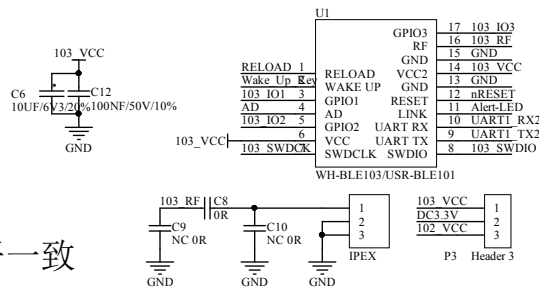 U1
17 103_IO3
GPIO3
16 103_RF
RF
15 GND
GND
103_VCC
RELOAD 1
RELOAD
VCC2
14 103_VCC
Wake_Up_Key
WAKE UP
GND
13 GND
C6
C12
103_IO1 3
GPIO1
RESET
12 nRESET
10UF/6V3/20%
100NF/50V/10%
AD 4
AD
LINK
11 Alert-LED
103_IO2 5
GPIO2
UART RX
10 UART1_RX2
GND
103_VCC
6
VCC
UART TX
9 UART1_TX2
103_SWDCK
7
SWDCLK
SWDIO
8 103_SWDIO
WH-BLE103/USR-BLE101
103_RF
C8
0R
1
2
3
IPEX
103_VCC 1
DC3.3V 2
102_VCC 3
P3 Header 3
C9
NC 0R
C10
NC 0R
一致
GND
GND
GND